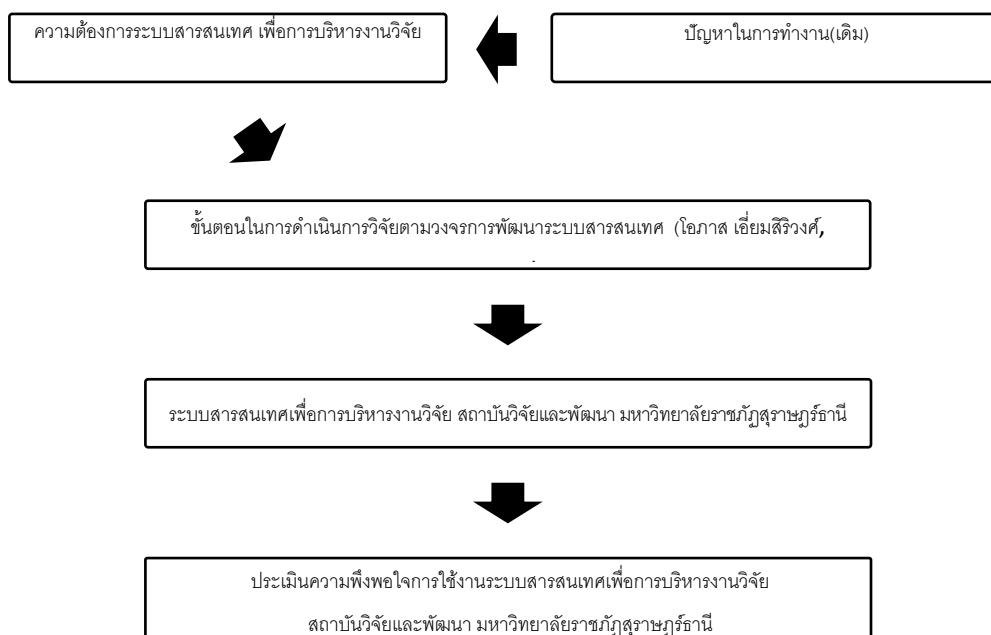 ความต้องการระบบสารสนเทศ เพื่อการบริหารงานวิจัย
ปัญหาในการทำงาน(เดิม)
ขั้นตอนในการดำเนินการวิจัยตามวงจรการพัฒนาระบบสารสนเทศ (โอภาส เอี่ยมสิริวงศ์,
ระบบสารสนเทศเพื่อการบริหารงานวิจัย สถาบันวิจัยและพัฒนา มหาวิทยาลัยราชภัฏสุราษฎร์ธานี
ประเมินความพึงพอใจการใช้งานระบบสารสนเทศเพื่อการบริหารงานวิจัย
สถาบันวิจัยและพัฒนา มหาวิทยาลัยราชภัฏสุราษฎร์ธานี